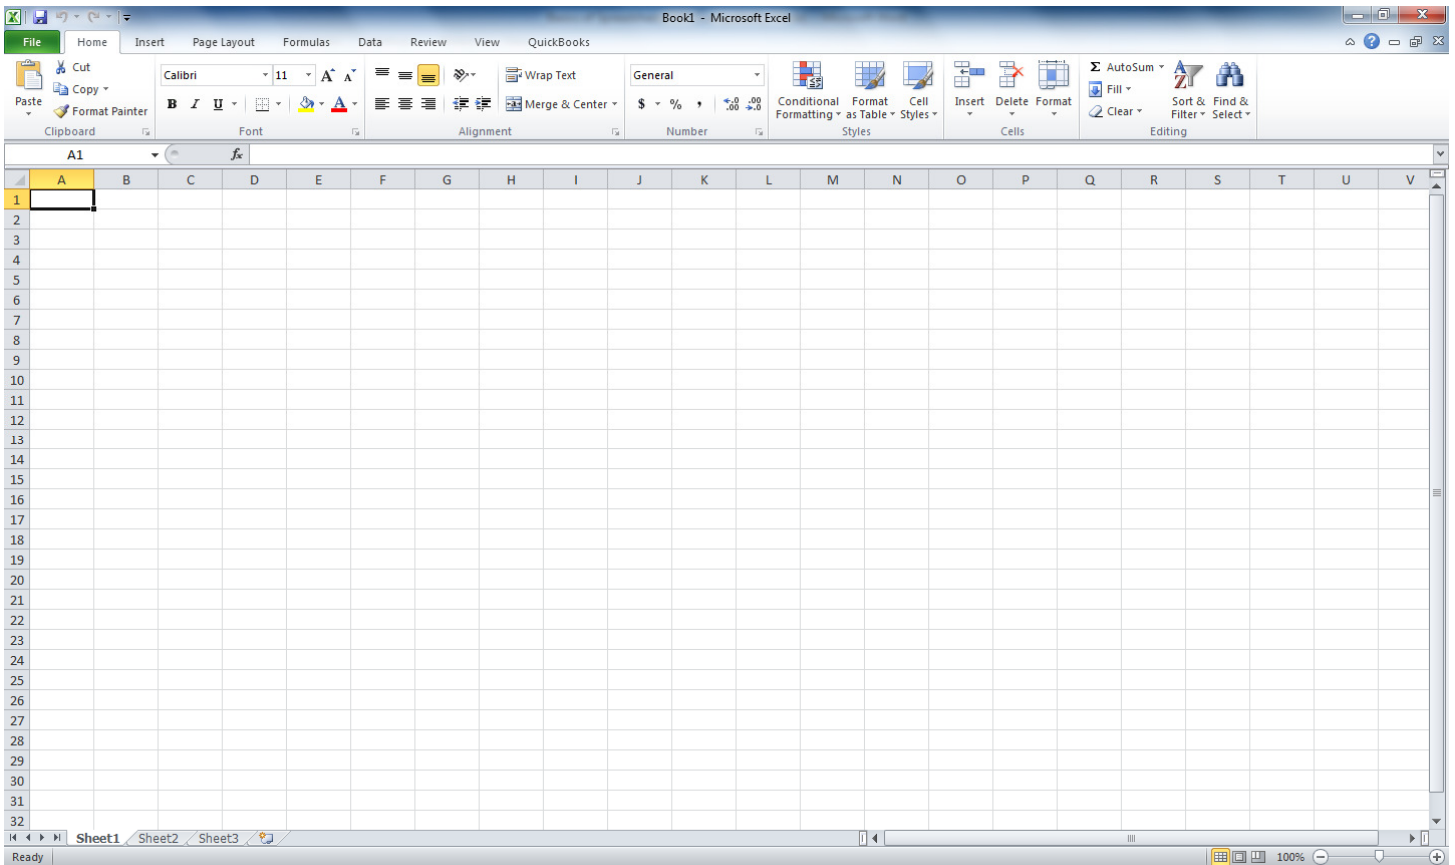 Book1 - Microsoft Excel
File Home Insert Page Layout Formulas Data Review View QuickBooks
Cut
Copy
Format Painter
Paste
Clipboard
Calibri 11
B I U
Font
Wrap Text
Merge & Center
Alignment
General
$ % , .0 .00 .00 .0
Number
Conditional Formatting
Format as Table
Cell Styles
Styles
Insert Delete Format
Cells
Σ AutoSum
Fill
Clear
Sort & Filter
Find & Select
Editing
A1 fx
A B C D E F G H I J K L M N O P Q R S T U V
1
2
3
4
5
6
7
8
9
10
11
12
13
14
15
16
17
18
19
20
21
22
23
24
25
26
27
28
29
30
31
32
Sheet1 Sheet2 Sheet3
Ready 100%